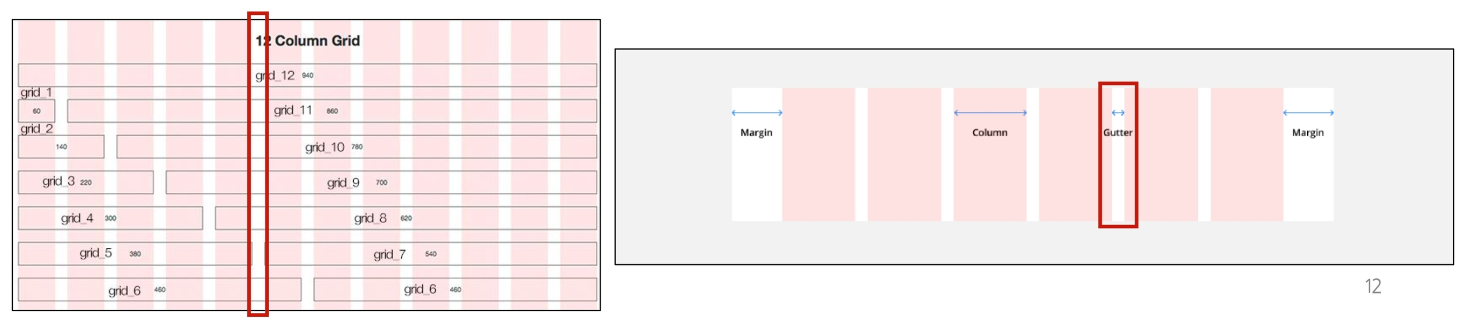 12 Column Grid
grid_12 940
grid_1
60 grid_11 860
grid_2
140 grid_10 780
grid_3 220 grid_9 700
grid_4 300 grid_8 620
grid_5 380 grid_7 540
grid_6 460 grid_6 460
Margin Column Gutter Margin
12